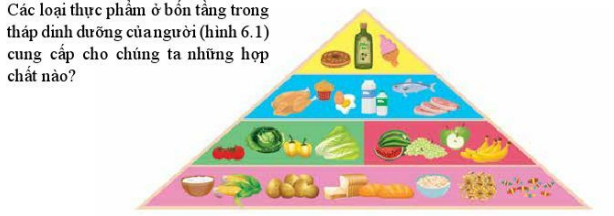 Các loại thực phẩm ở bốn tầng trong
tháp dinh dưỡng của người (hình 6.1)
cung cấp cho chúng ta những hợp
chất nào?